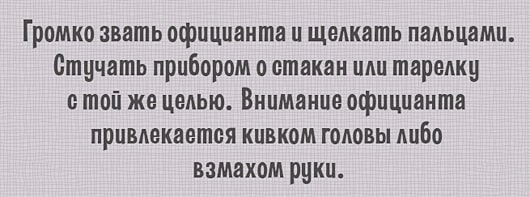 Громко звать официанта и щелкать пальцами.
Стучать прибором о стакан или тарелку
с той же целью. Внимание официанта
привлекается кивком головы либо
взмахом руки.